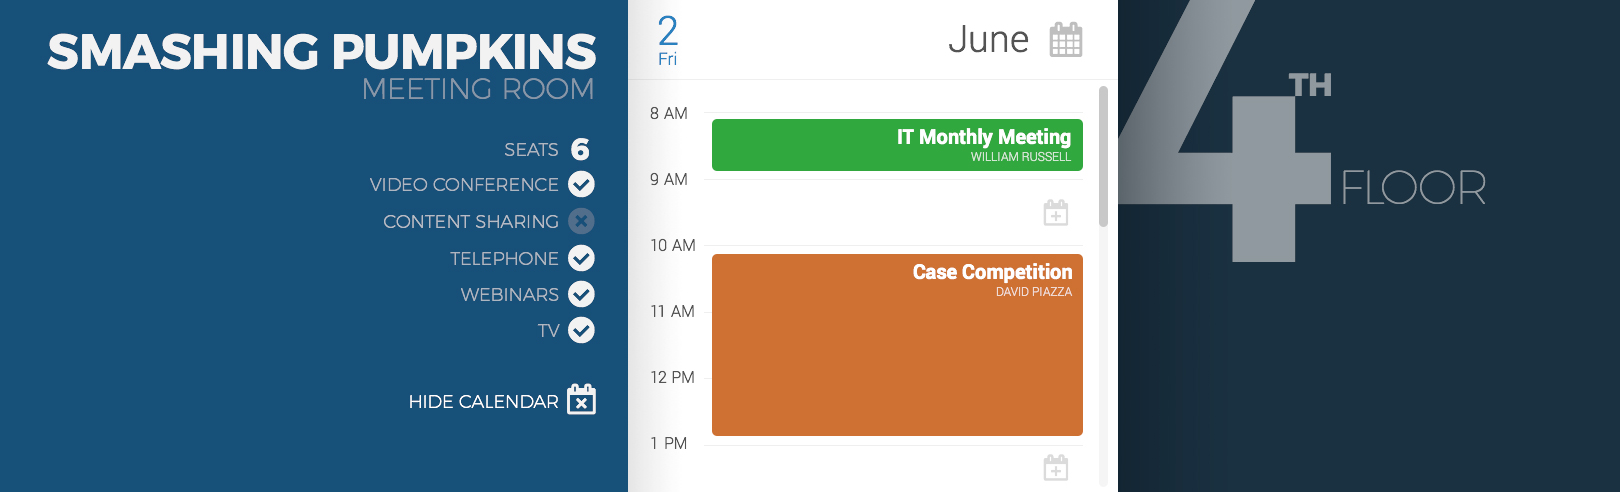 SMASHING PUMPKINS
MEETING ROOM
SEATS 6
VIDEO CONFERENCE
CONTENT SHARING
TELEPHONE
WEBINARS
TV
HIDE CALENDAR
2
Fri
June
8 AM
IT Monthly Meeting
WILLIAM RUSSELL
9 AM
10 AM
Case Competition
DAVID PIAZZA
11 AM
12 PM
1 PM
4TH
FLOOR